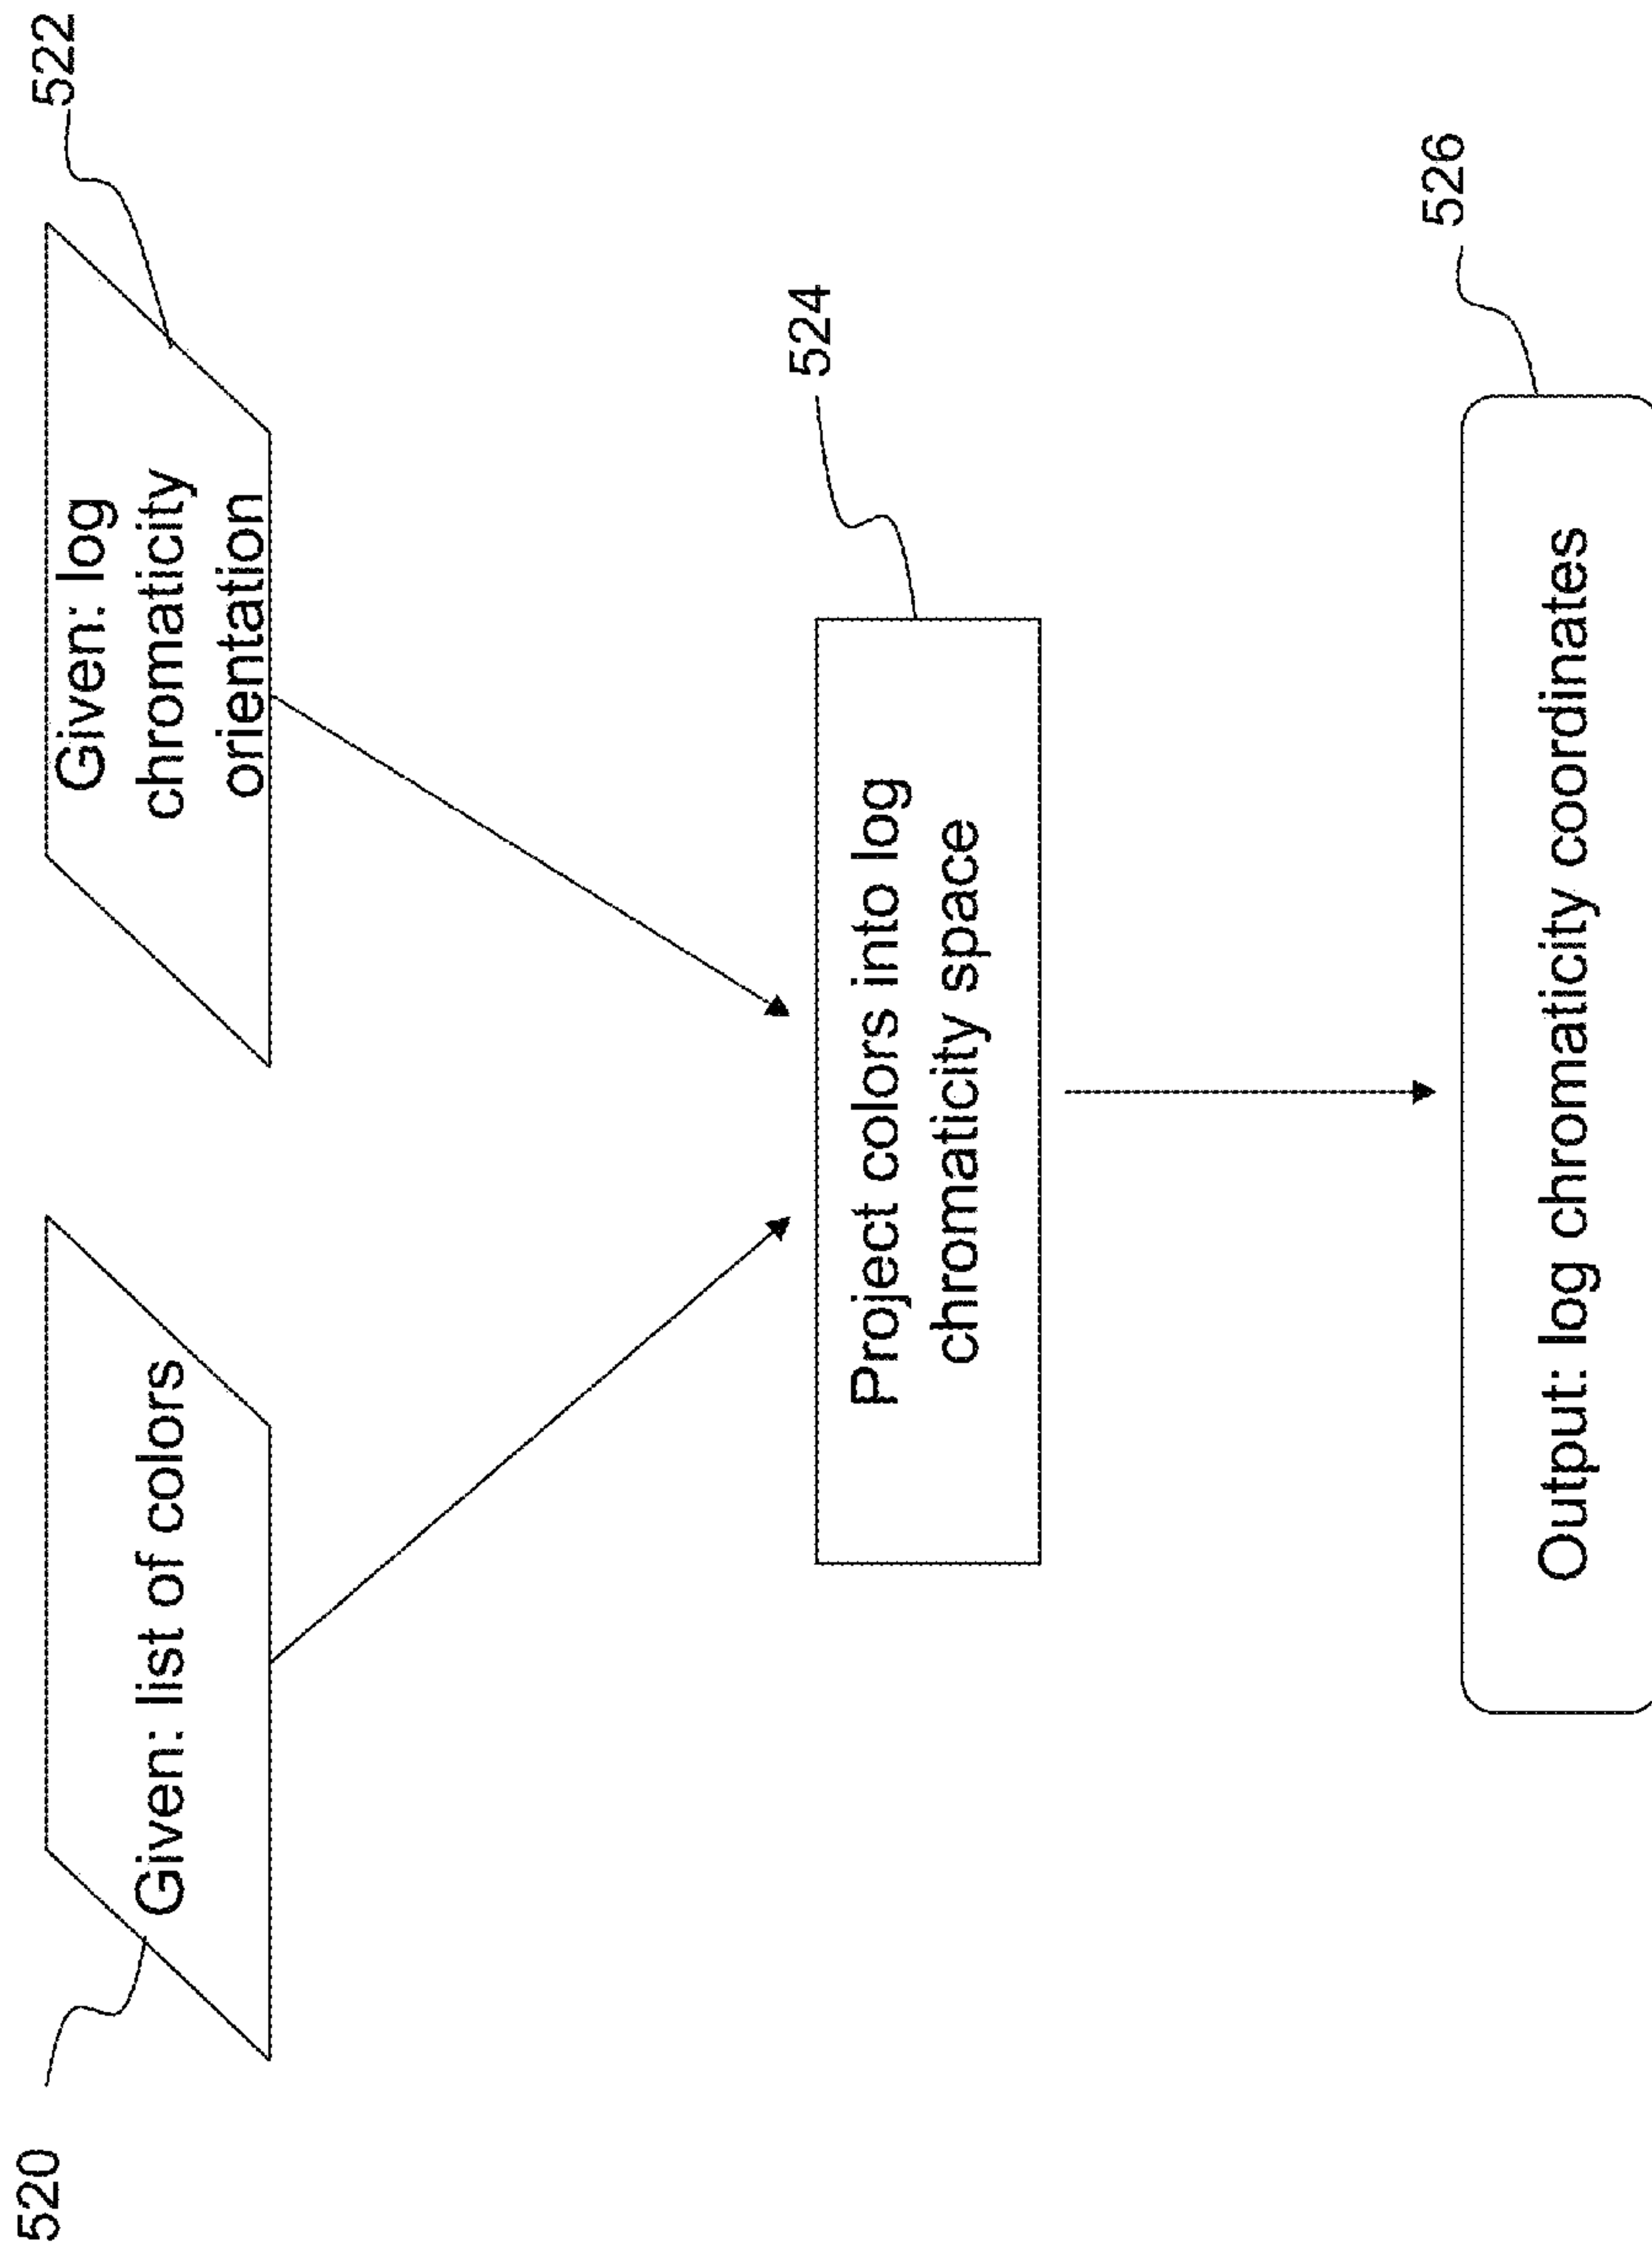 520
Given: list of colors
522
Given: log
chromaticity
orientation
524
Project colors into log
chromaticity space
526
Output: log chromaticity coordinates